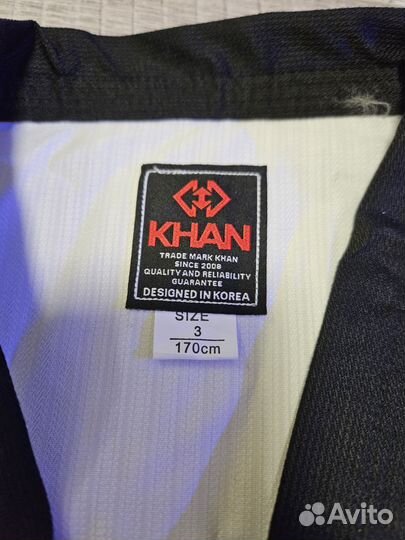 KHAN
TRADE MARK KHAN
SINCE 2008
QUALITY AND RELIABILITY
GUARANTEE
DESIGNED IN KOREA
SIZE
3
170cm
Avito